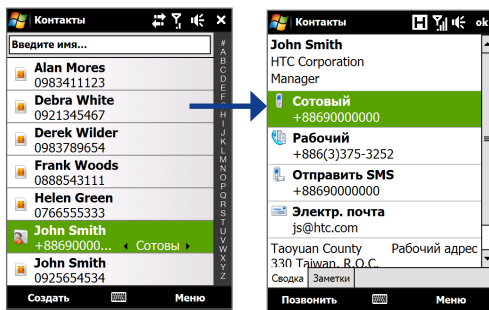 Контакты
Введите имя...
Alan Mores
0983411123
Debra White
0921345467
Derek Wilder
0983789654
Frank Woods
0888543111
Helen Green
0766555333
John Smith
+88690000... Сотовы
John Smith
0925654534
#
A
B
C
D
E
F
G
H
I
J
K
L
M
N
O
P
Q
R
S
T
U
V
W
X
Y
Z
Создать Меню
Контакты H ok
John Smith
HTC Corporation
Manager
Сотовый
+88690000000
Рабочий
+886(3)375-3252
Отправить SMS
+88690000000
Электр. почта
js@htc.com
Taoyuan County Рабочий адрес
330 Taiwan, R.O.C.
Сводка Заметки
Позвонить Меню